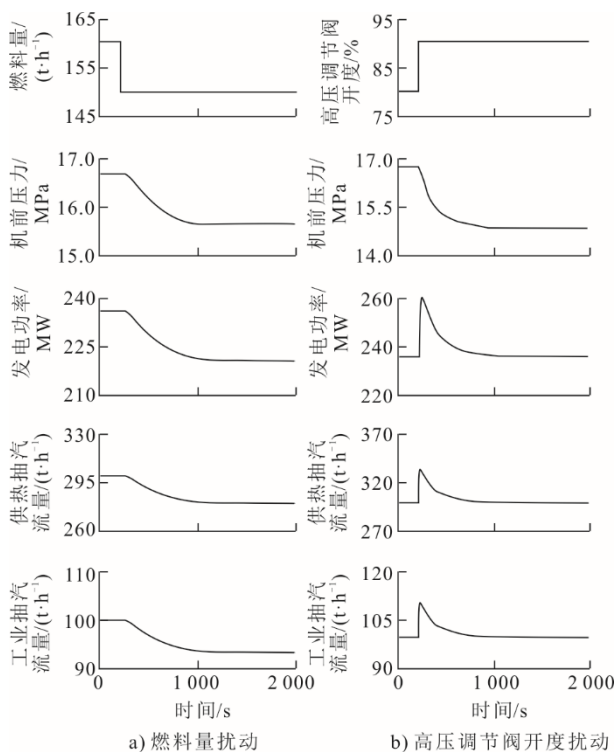 燃料量/
(t·h⁻¹)
165
155
145
高压调节阀
开度/%
95
85
75
机前压力/
MPa
17.0
16.0
15.0
机前压力/
MPa
17.0
15.5
14.0
发电功率/
MW
240
225
210
发电功率/
MW
260
240
220
供热抽汽
流量/(t·h⁻¹)
330
295
260
供热抽汽
流量/(t·h⁻¹)
370
320
270
工业抽汽
流量/(t·h⁻¹)
110
100
90
工业抽汽
流量/(t·h⁻¹)
120
105
90
0
1 000
2 000
0
1 000
2 000
时间/s
时间/s
a) 燃料量扰动
b) 高压调节阀开度扰动